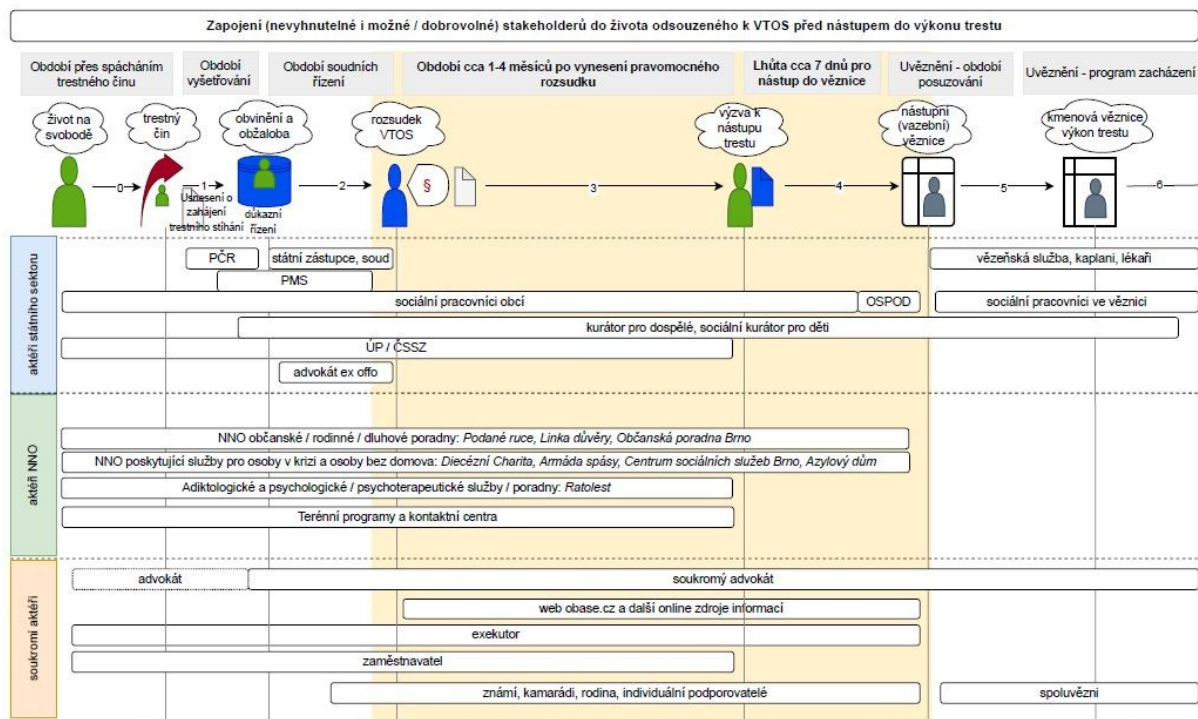 Zapojení (nevyhnutelné i možné / dobrovolné) stakeholderů do života odsouzeného k VTOS před nástupem do výkonu trestu
Období přes spácháním
trestného činu
Období
vyšetřování
Období soudních
řízení
Období cca 1-4 měsíců po vynesení pravomocného
rozsudku
Lhůta cca 7 dnů pro
nástup do věznice
Uvěznění - období
posuzování
Uvěznění - program zacházení
život na
svobodě
trestný
čin
obvinění a
obžaloba
rozsudek
VTOS
výzva k
nástupu
trestu
nástupní
(vazební)
věznice
kmenová věznice
výkon trestu
0
1
2
§
3
4
5
6
Usnesení o
zahájení
trestního stíhání
důkazní
řízení
aktéři státního sektoru
PČR
státní zástupce, soud
vězeňská služba, kaplani, lékaři
PMS
sociální pracovníci obcí
OSPOD
sociální pracovníci ve věznici
kurátor pro dospělé, sociální kurátor pro děti
ÚP / ČSSZ
advokát ex offo
aktéři NNO
NNO občanské / rodinné / dluhové poradny: Podané ruce, Linka důvěry, Občanská poradna Brno
NNO poskytující služby pro osoby v krizi a osoby bez domova: Diecézní Charita, Armáda spásy, Centrum sociálních služeb Brno, Azylový dům
Adiktologické a psychologické / psychoterapeutické služby / poradny: Ratolest
Terénní programy a kontaktní centra
soukromí aktéři
advokát
soukromý advokát
web obase.cz a další online zdroje informací
exekutor
zaměstnavatel
známí, kamarádi, rodina, individuální podporovatelé
spoluvězni